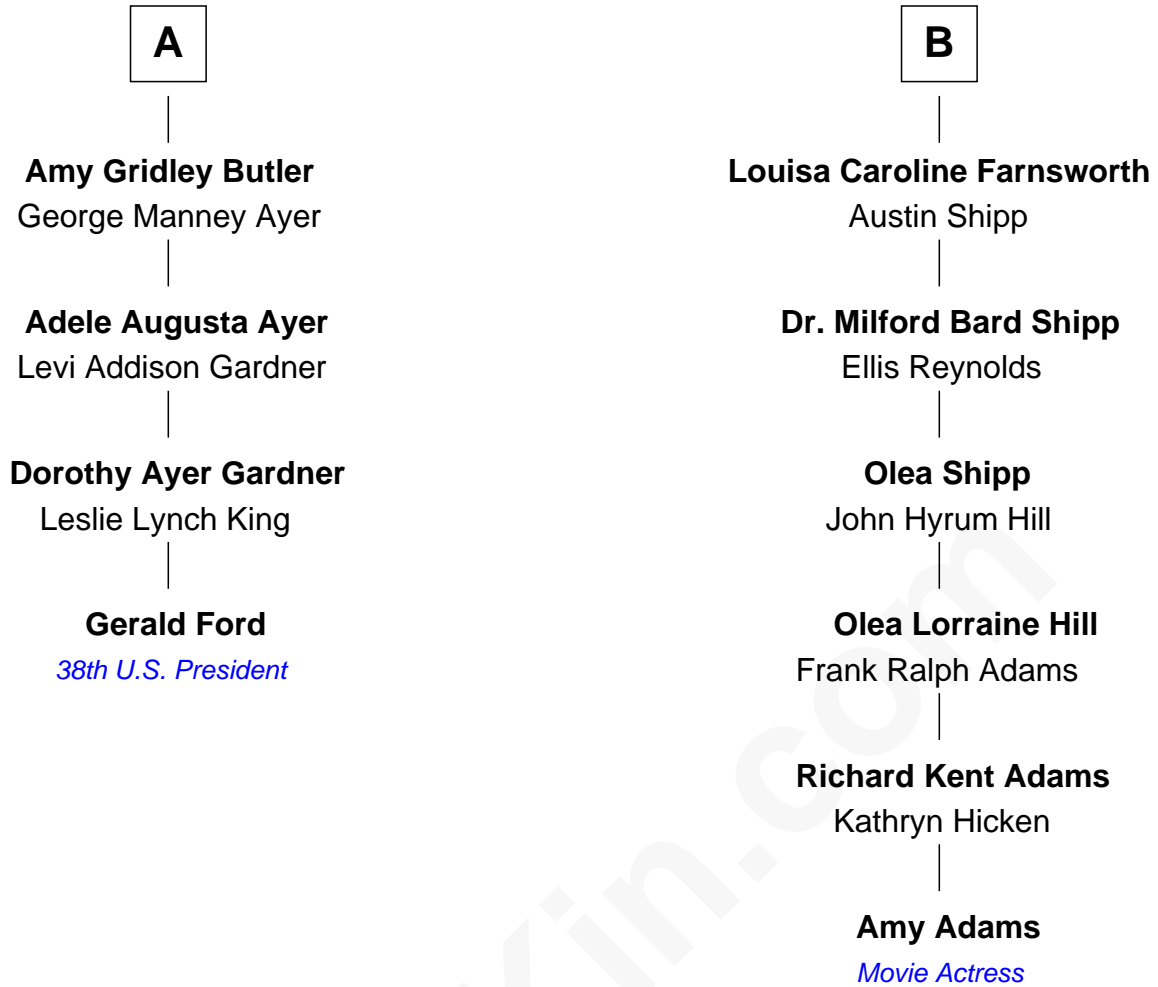 A
Amy Gridley Butler
George Manney Ayer
Adele Augusta Ayer
Levi Addison Gardner
Dorothy Ayer Gardner
Leslie Lynch King
Gerald Ford
38th U.S. President
B
Louisa Caroline Farnsworth
Austin Shipp
Dr. Milford Bard Shipp
Ellis Reynolds
Olea Shipp
John Hyrum Hill
Olea Lorraine Hill
Frank Ralph Adams
Richard Kent Adams
Kathryn Hicken
Amy Adams
Movie Actress
Kin.com